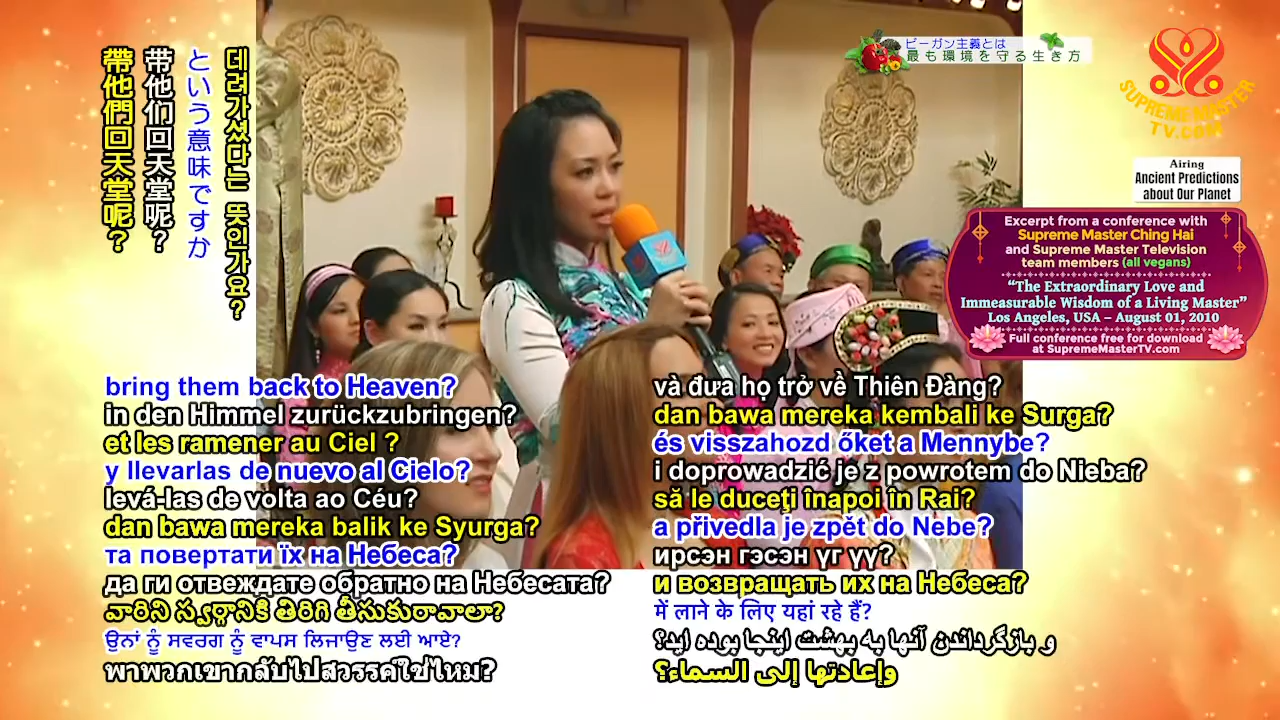 데려가셨다는 뜻인가요?
という意味ですか
带他们回天堂呢？
帶他們回天堂呢？
ビーガン主義とは
最も環境を守る生き方
SUPREMEMASTER
TV.COM
Airing
Ancient Predictions
about Our Planet
Excerpt from a conference with
Supreme Master Ching Hai
and Supreme Master Television
team members (all vegans)
“The Extraordinary Love and
Immeasurable Wisdom of a Living Master”
Los Angeles, USA – August 01, 2010
Full conference free for download
at SupremeMasterTV.com
bring them back to Heaven?
in den Himmel zurückzubringen?
et les ramener au Ciel ?
y llevarlas de nuevo al Cielo?
levá-las de volta ao Céu?
dan bawa mereka balik ke Syurga?
та повертати їх на Небеса?
да ги отвеждате обратно на Небесата?
వారిని స్వర్గానికి తిరిగి తీసుకురావాలా?
ਉਨਾਂ ਨੂੰ ਸਵਰਗ ਨੂੰ ਵਾਪਸ ਲਿਜਾਉਣ ਲਈ ਆਏ?
พาพวกเขากลับไปสวรรค์ใช่ไหม?
và đưa họ trở về Thiên Đàng?
dan bawa mereka kembali ke Surga?
és visszahozd őket a Mennybe?
i doprowadzić je z powrotem do Nieba?
să le duceţi înapoi în Rai?
a přivedla je zpět do Nebe?
ирсэн гэсэн үг үү?
и возвращать их на Небеса?
में लाने के लिए यहां रहे हैं?
و بازگرداندن آنها به بهشت اینجا بوده اید؟
وإعادتها إلى السماء؟